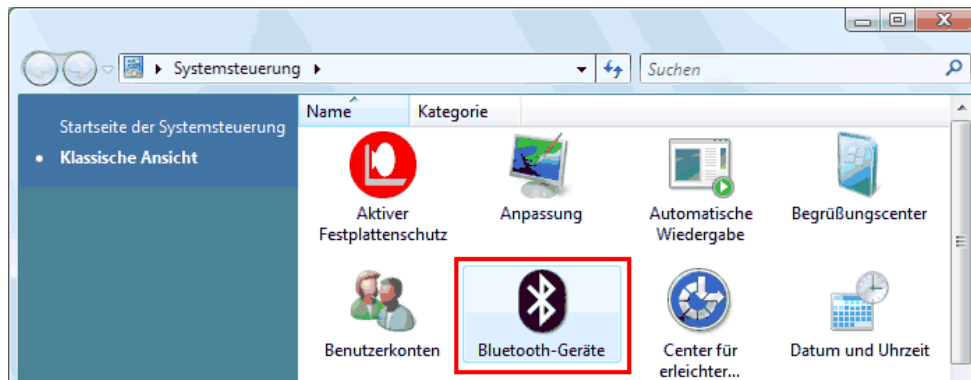 Systemsteuerung
Suchen
Startseite der Systemsteuerung
Klassische Ansicht
Name Kategorie
Aktiver
Festplattenschutz
Anpassung
Automatische
Wiedergabe
Begrüßungscenter
Benutzerkonten
Bluetooth-Geräte
Center für
erleichter...
Datum und Uhrzeit